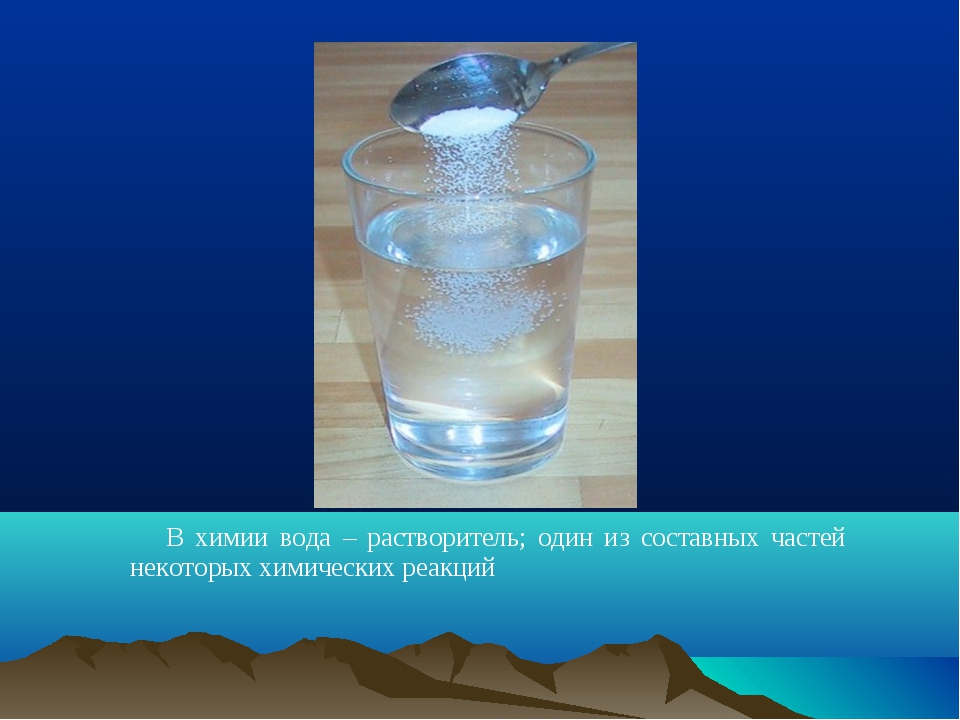 В химии вода – растворитель; один из составных частей
некоторых химических реакций